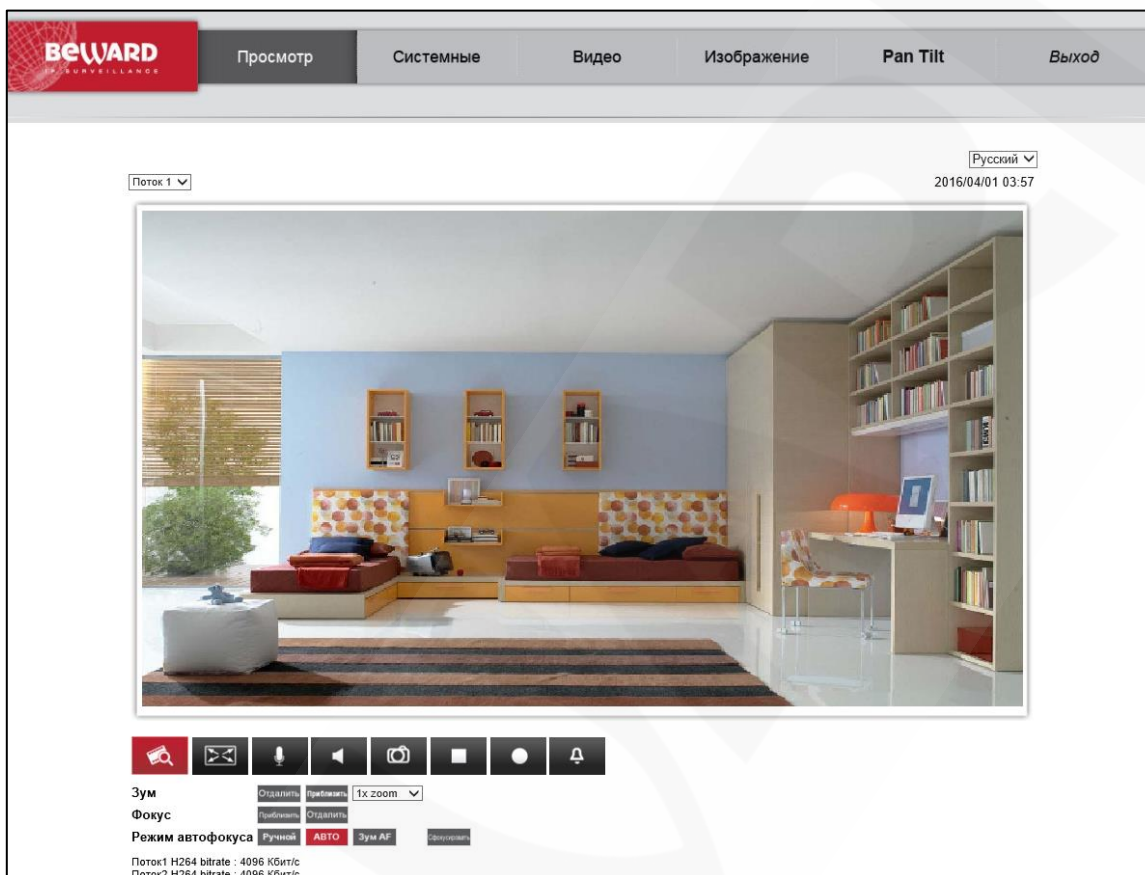 BEWARD
IP SURVEILLANCE
Просмотр Системные Видео Изображение Pan Tilt Выход
Русский
Поток 1 2016/04/01 03:57
Зум Отдалить Приблизить 1x zoom
Фокус Приблизить Отдалить
Режим автофокуса Ручной АВТО Зум AF Сфокусировать
Поток1 H264 bitrate : 4096 Кбит/с
Поток2 H264 bitrate : 4096 Кбит/с